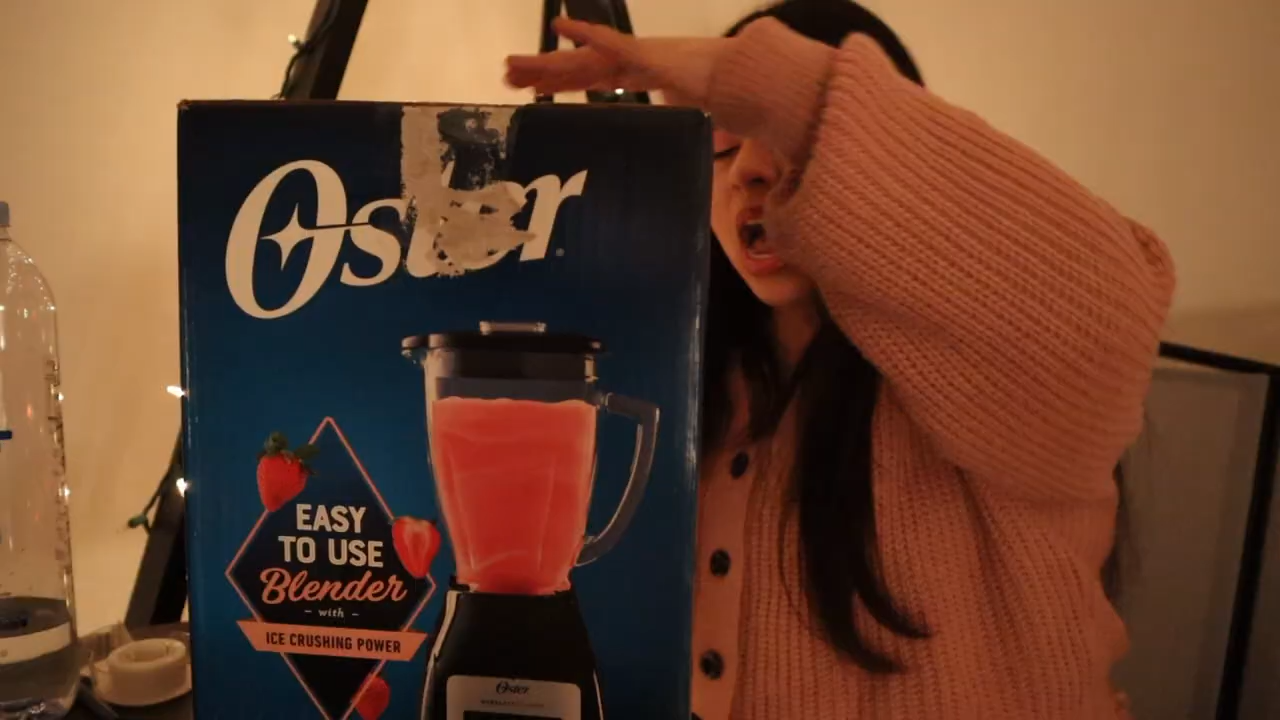 Oster
EASY
TO USE
Blender
- with -
ICE CRUSHING POWER
Oster